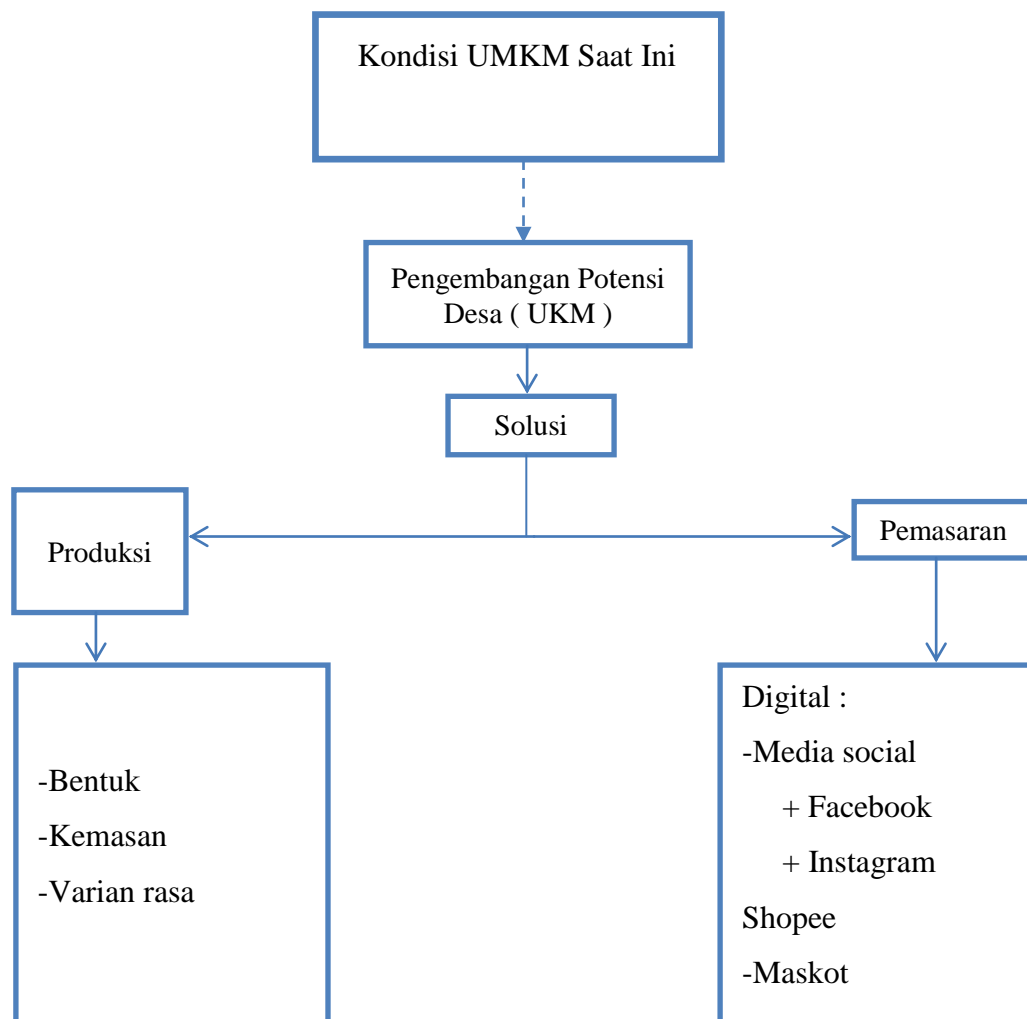 Kondisi UMKM Saat Ini
Pengembangan Potensi
Desa ( UKM )
Solusi
Produksi
Pemasaran
-Bentuk
-Kemasan
-Varian rasa
Digital :
-Media social
+ Facebook
+ Instagram
Shopee
-Maskot